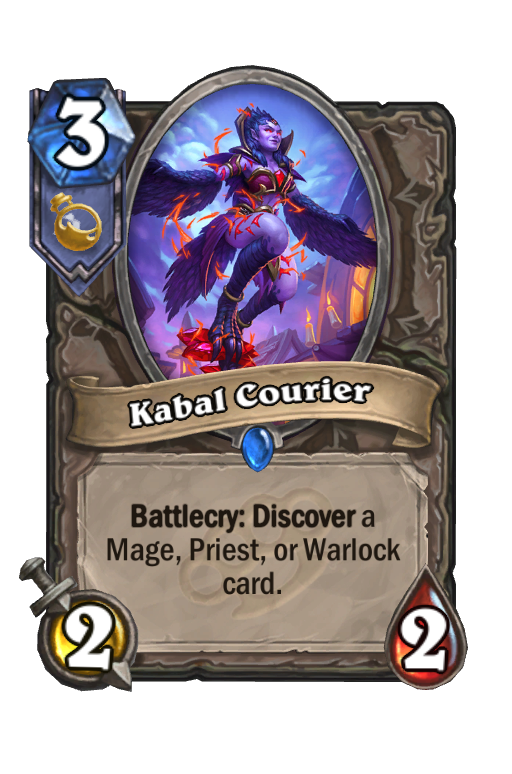 3
Kabal Courier
Battlecry: Discover a
Mage, Priest, or Warlock
card.
2
2